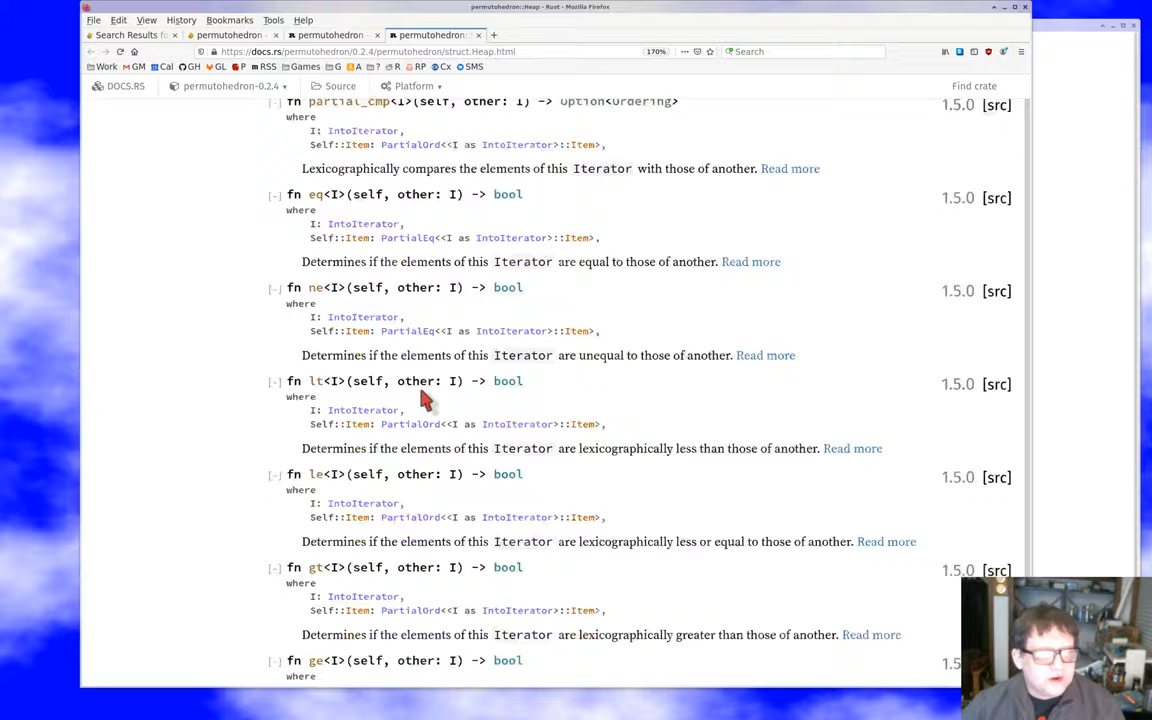 permutohedron::Heap - Rust - Mozilla Firefox
File Edit View History Bookmarks Tools Help
Search Results fo
permutohedron -
permutohedron -
permutohedron:
https://docs.rs/permutohedron/0.2.4/permutohedron/struct.Heap.html
170%
Search
Work GM Cal GH GL P RSS Games G A ? R RP Cx SMS
DOCS.RS permutohedron-0.2.4 Source Platform Find crate
[-] fn partial_cmp<I>(self, other: I) -> Option<Ordering> 1.5.0 [src]
where
I: IntoIterator,
Self::Item: PartialOrd<<I as IntoIterator>::Item>,
Lexicographically compares the elements of this Iterator with those of another. Read more
[-] fn eq<I>(self, other: I) -> bool 1.5.0 [src]
where
I: IntoIterator,
Self::Item: PartialEq<<I as IntoIterator>::Item>,
Determines if the elements of this Iterator are equal to those of another. Read more
[-] fn ne<I>(self, other: I) -> bool 1.5.0 [src]
where
I: IntoIterator,
Self::Item: PartialEq<<I as IntoIterator>::Item>,
Determines if the elements of this Iterator are unequal to those of another. Read more
[-] fn lt<I>(self, other: I) -> bool 1.5.0 [src]
where
I: IntoIterator,
Self::Item: PartialOrd<<I as IntoIterator>::Item>,
Determines if the elements of this Iterator are lexicographically less than those of another. Read more
[-] fn le<I>(self, other: I) -> bool 1.5.0 [src]
where
I: IntoIterator,
Self::Item: PartialOrd<<I as IntoIterator>::Item>,
Determines if the elements of this Iterator are lexicographically less or equal to those of another. Read more
[-] fn gt<I>(self, other: I) -> bool 1.5.0 [src]
where
I: IntoIterator,
Self::Item: PartialOrd<<I as IntoIterator>::Item>,
Determines if the elements of this Iterator are lexicographically greater than those of another. Read more
[-] fn ge<I>(self, other: I) -> bool 1.5
where